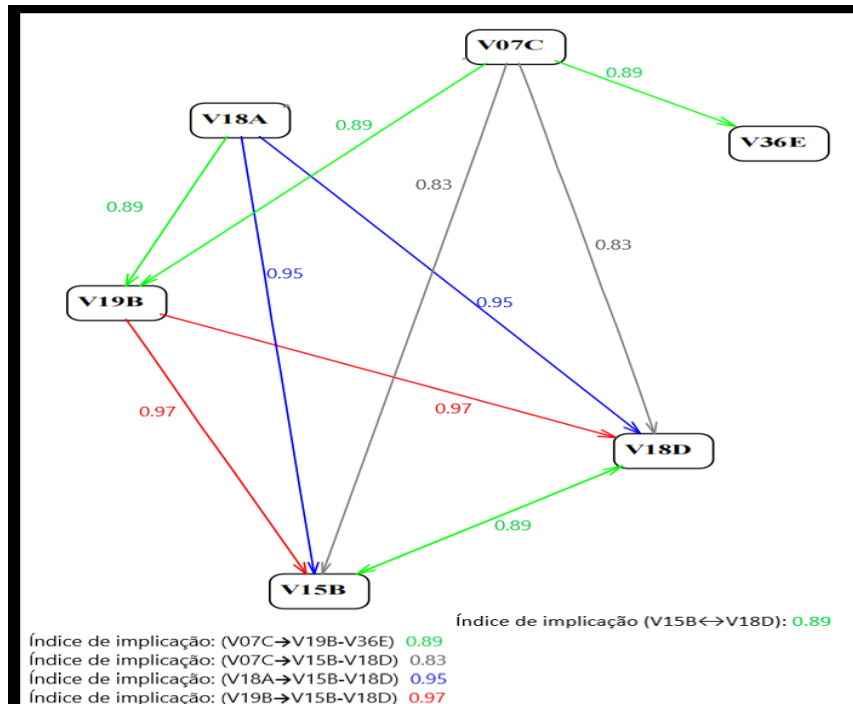 V07C
0.89
V36E
V18A
0.89
0.83
0.89
0.83
0.95
0.95
V19B
0.97
0.97
V18D
0.89
V15B
Índice de implicação (V15B↔V18D): 0.89
Índice de implicação: (V07C→V19B-V36E) 0.89
Índice de implicação: (V07C→V15B-V18D) 0.83
Índice de implicação: (V18A→V15B-V18D) 0.95
Índice de implicação: (V19B→V15B-V18D) 0.97